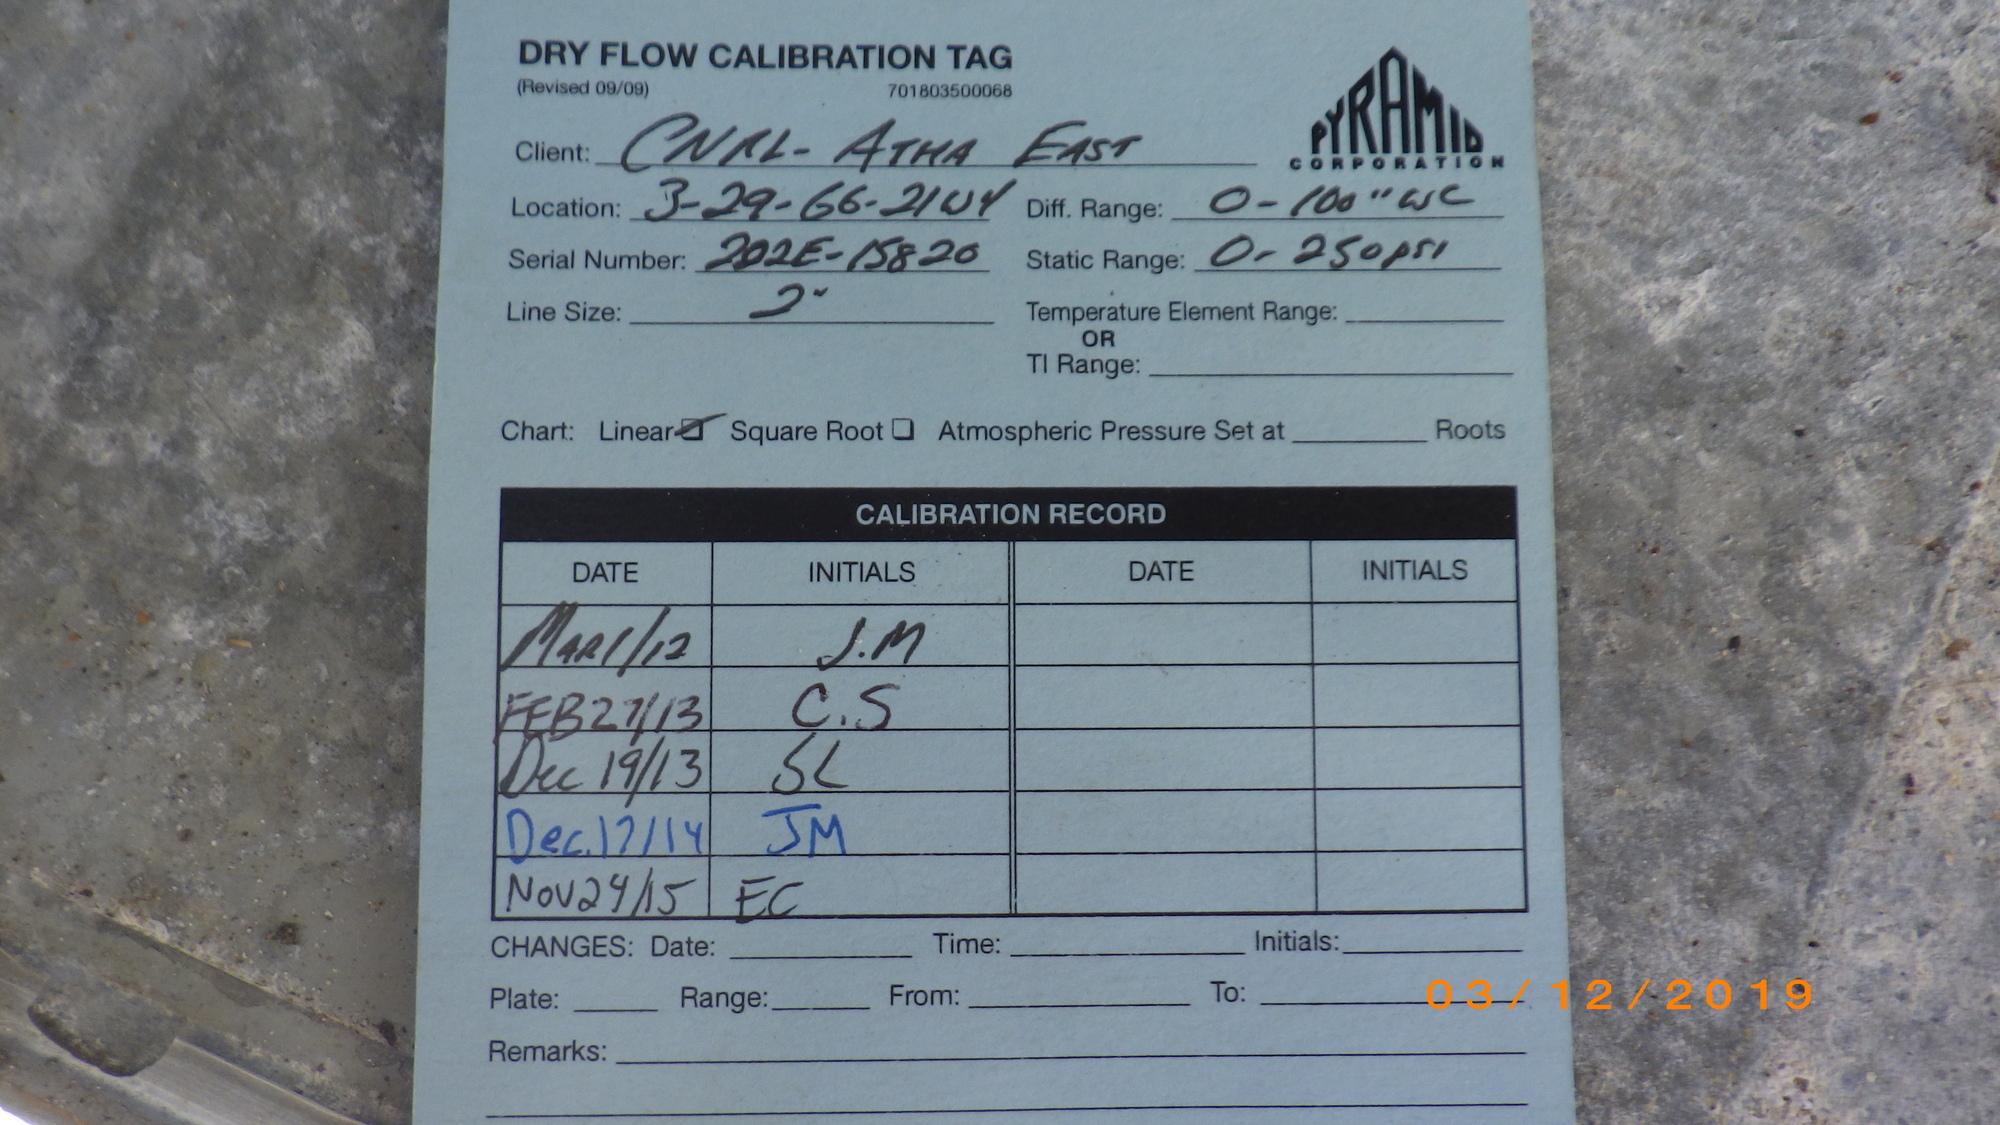 DRY FLOW CALIBRATION TAG
(Revised 09/09) 701803500068
PYRAMID
CORPORATION
Client: CNRL- ATHA EAST
Location: 3-29-66-21W4 Diff. Range: 0-100"WC
Serial Number: 202E-15820 Static Range: 0-250psi
Line Size: 2" Temperature Element Range:
OR
TI Range:
Chart: Linear Square Root Atmospheric Pressure Set at Roots
CALIBRATION RECORD
DATE INITIALS DATE INITIALS
MAR1/12 J.M
FEB27/13 C.S
Dec 19/13 SL
Dec.17/14 JM
NOV24/15 EC
CHANGES: Date: Time: Initials:
Plate: Range: From: To:
03/12/2019
Remarks: